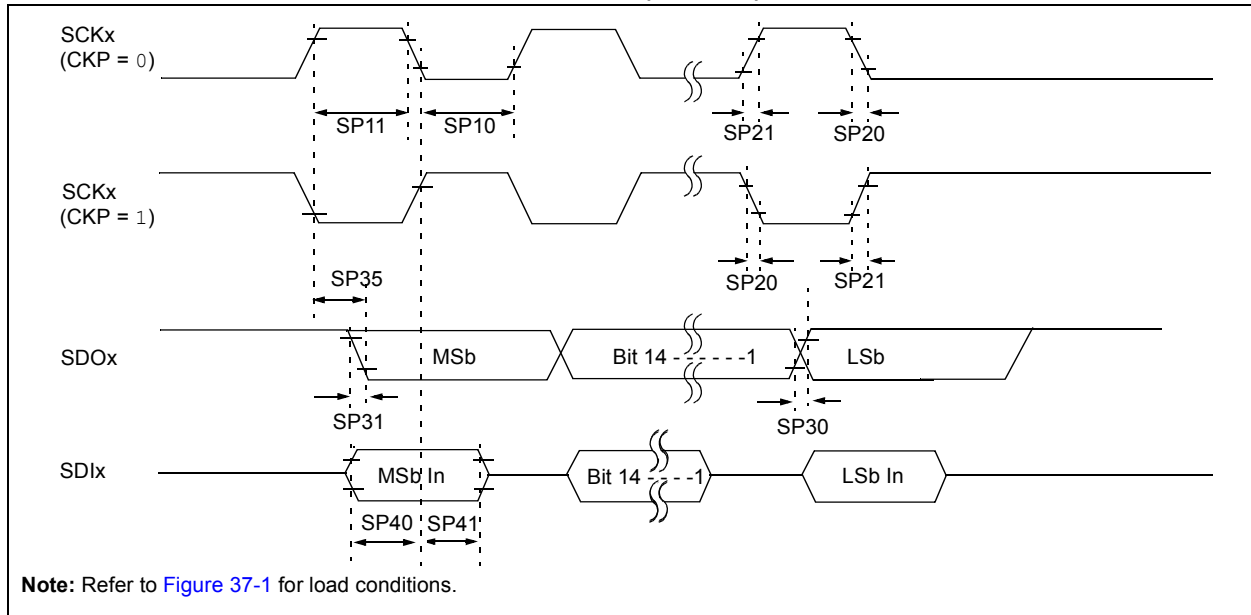 SCKx
(CKP = 0)
SP11
SP10
SP21
SP20
SCKx
(CKP = 1)
SP35
SP20
SP21
SDOx
MSb
Bit 14 - - - - - -1
LSb
SP31
SP30
SDIx
MSb In
Bit 14 - - - - -1
LSb In
SP40
SP41
Note: Refer to Figure 37-1 for load conditions.